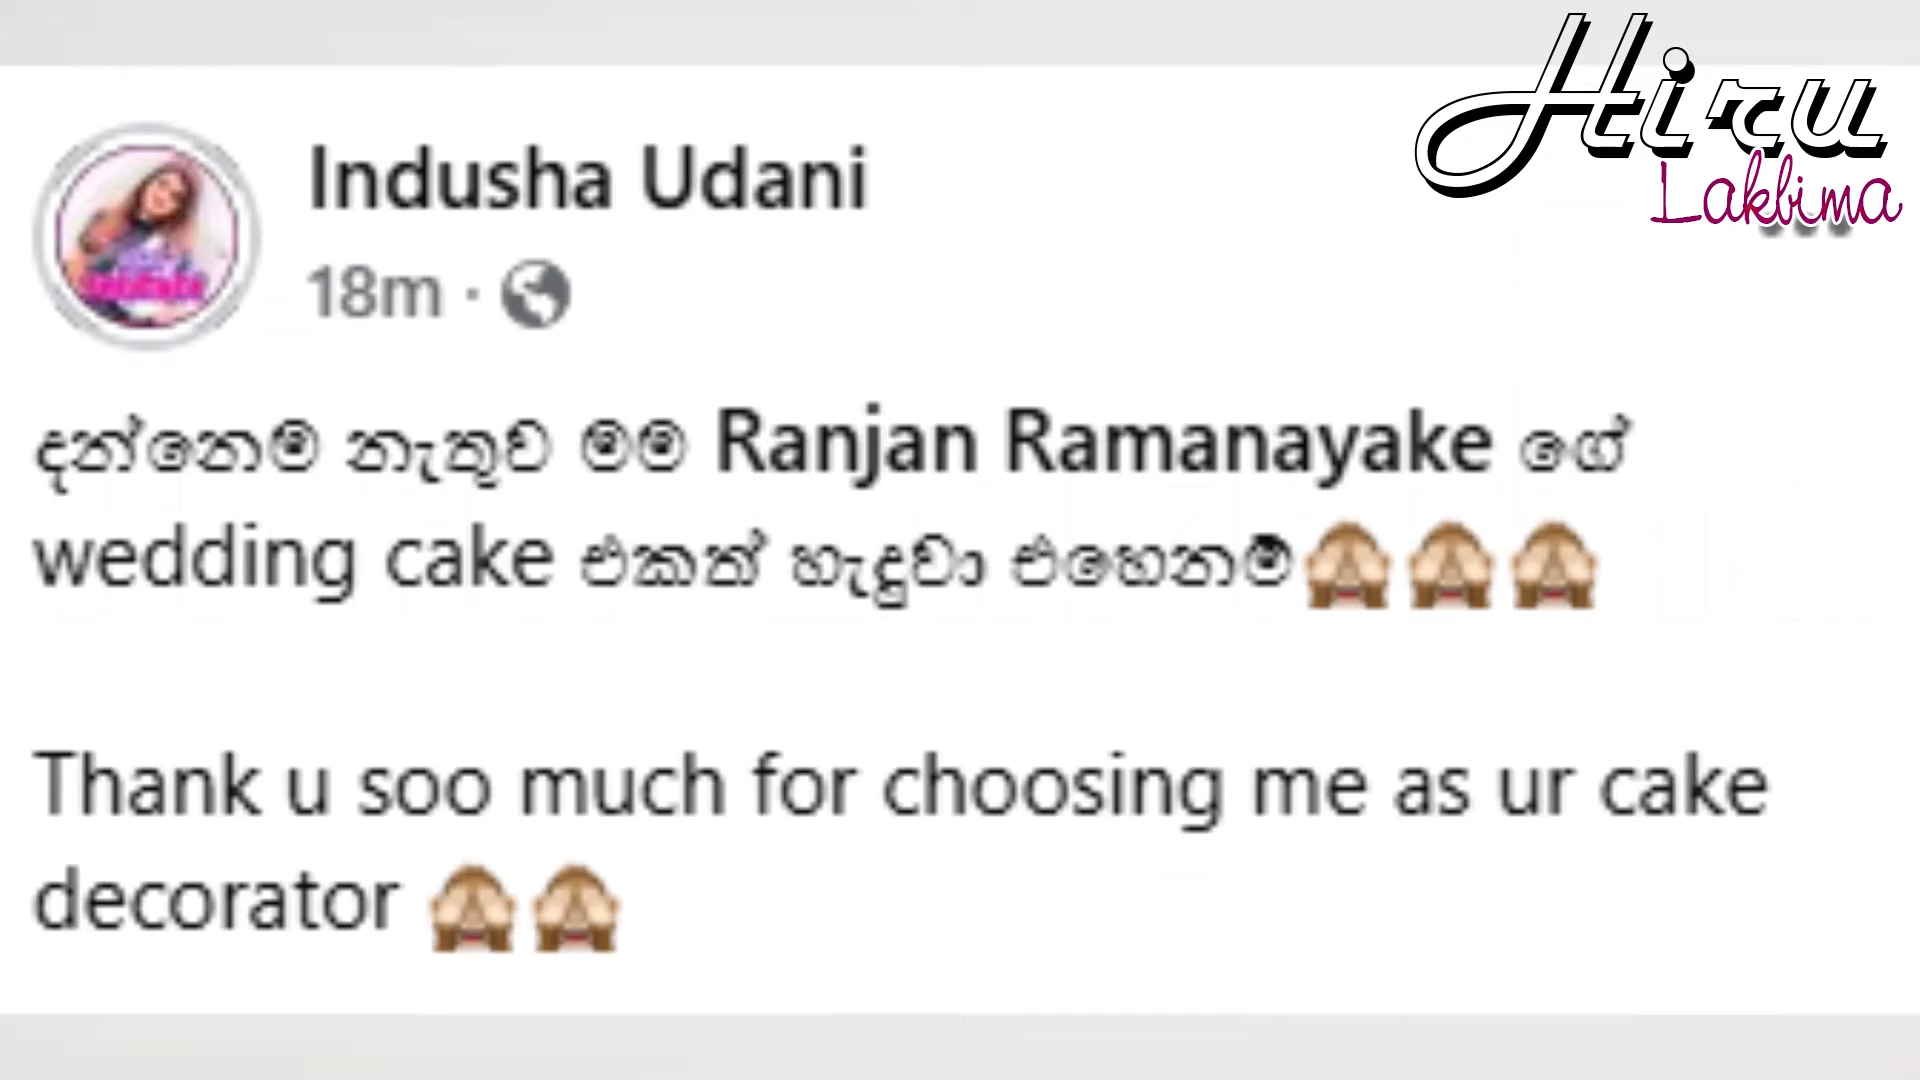 Hiru
Lakbima
Indusha Udani
18m ·
දන්නෙම නැතුව මම Ranjan Ramanayake ගේ
wedding cake එකත් හැදුවා එහෙනම්🙈🙈🙈
Thank u soo much for choosing me as ur cake
decorator 🙈🙈